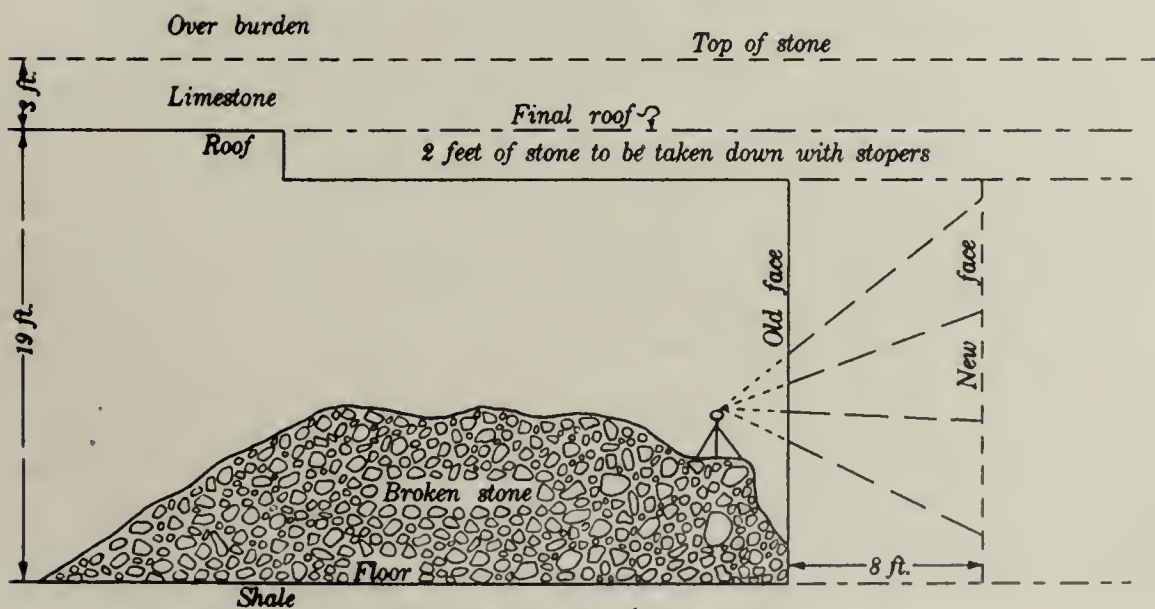 Over burden
Top of stone
3 ft.
Limestone
Final roof
Roof
2 feet of stone to be taken down with stopers
19 ft.
Old face
New face
Broken stone
Floor
8 ft.
Shale